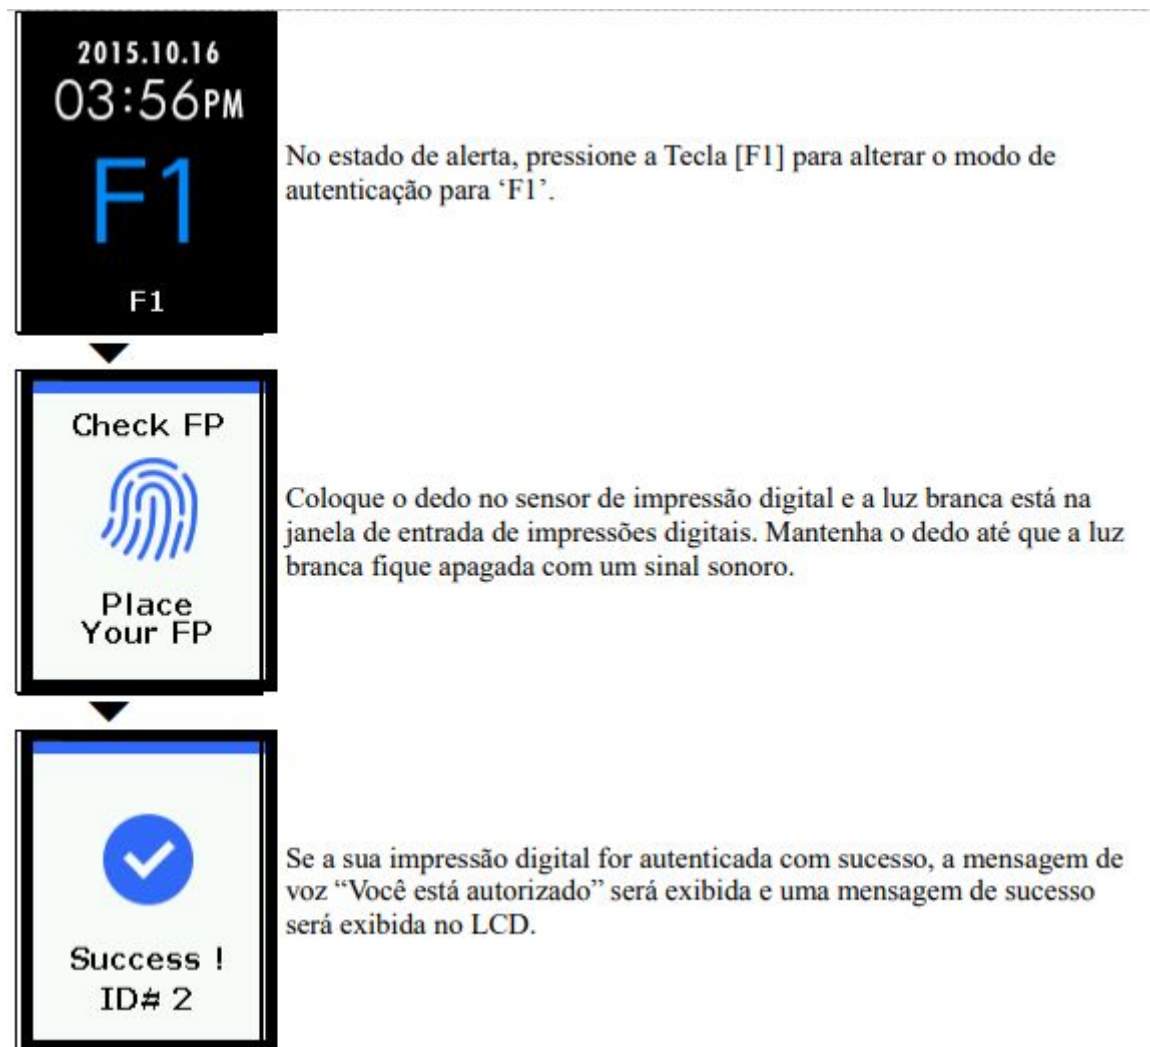 2015.10.16
03:56PM
F1
F1
No estado de alerta, pressione a Tecla [F1] para alterar o modo de
autenticação para ‘F1’.
Check FP
Place
Your FP
Coloque o dedo no sensor de impressão digital e a luz branca está na
janela de entrada de impressões digitais. Mantenha o dedo até que a luz
branca fique apagada com um sinal sonoro.
Success !
ID# 2
Se a sua impressão digital for autenticada com sucesso, a mensagem de
voz “Você está autorizado” será exibida e uma mensagem de sucesso
será exibida no LCD.